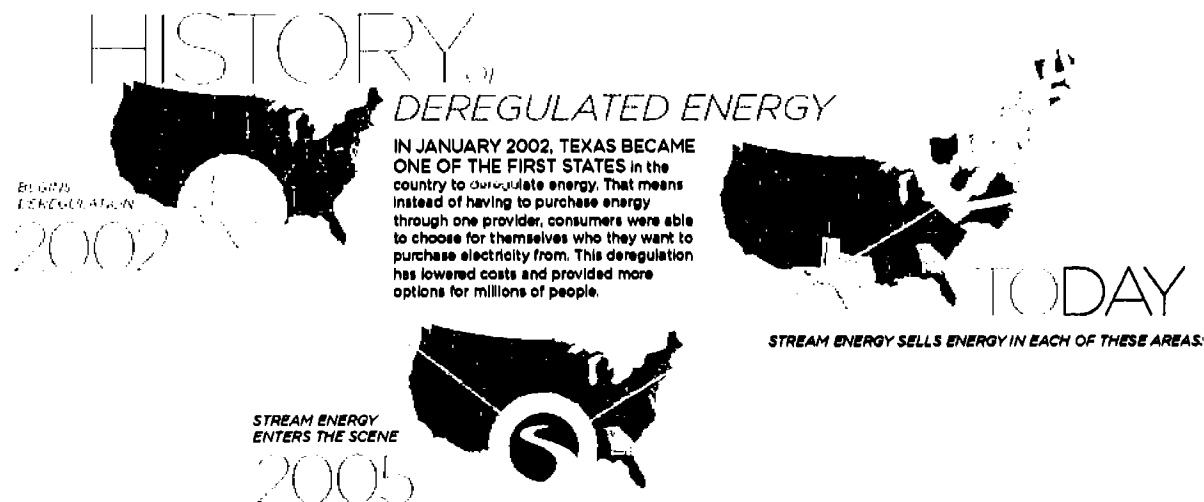 HISTORY of
DEREGULATED ENERGY
IN JANUARY 2002, TEXAS BECAME
ONE OF THE FIRST STATES in the
country to deregulate energy. That means
instead of having to purchase energy
through one provider, consumers were able
to choose for themselves who they want to
purchase electricity from. This deregulation
has lowered costs and provided more
options for millions of people.
BEGINS
DEREGULATION
2002
STREAM ENERGY
ENTERS THE SCENE
2005
TODAY
STREAM ENERGY SELLS ENERGY IN EACH OF THESE AREAS: